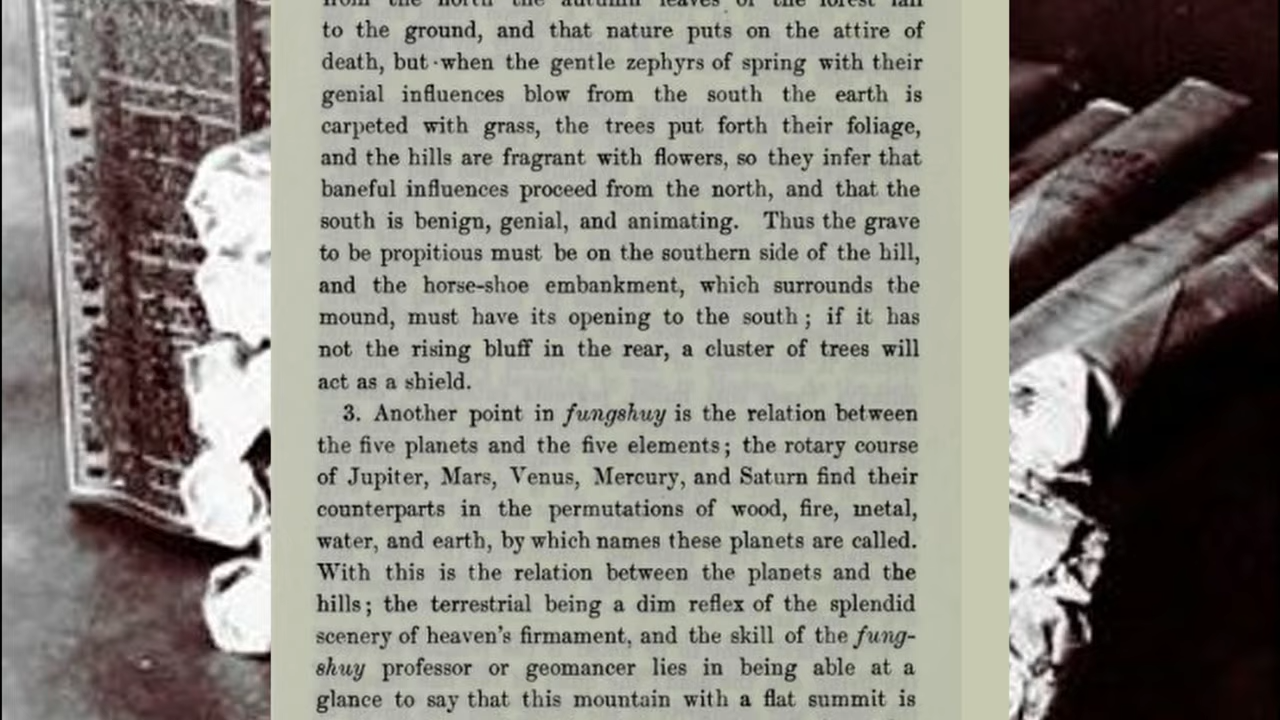 from the north the autumn leaves of the forest fall
to the ground, and that nature puts on the attire of
death, but when the gentle zephyrs of spring with their
genial influences blow from the south the earth is
carpeted with grass, the trees put forth their foliage,
and the hills are fragrant with flowers, so they infer that
baneful influences proceed from the north, and that the
south is benign, genial, and animating. Thus the grave
to be propitious must be on the southern side of the hill,
and the horse-shoe embankment, which surrounds the
mound, must have its opening to the south; if it has
not the rising bluff in the rear, a cluster of trees will
act as a shield.
3. Another point in fungshuy is the relation between
the five planets and the five elements; the rotary course
of Jupiter, Mars, Venus, Mercury, and Saturn find their
counterparts in the permutations of wood, fire, metal,
water, and earth, by which names these planets are called.
With this is the relation between the planets and the
hills; the terrestrial being a dim reflex of the splendid
scenery of heaven's firmament, and the skill of the fung-
shuy professor or geomancer lies in being able at a
glance to say that this mountain with a flat summit is